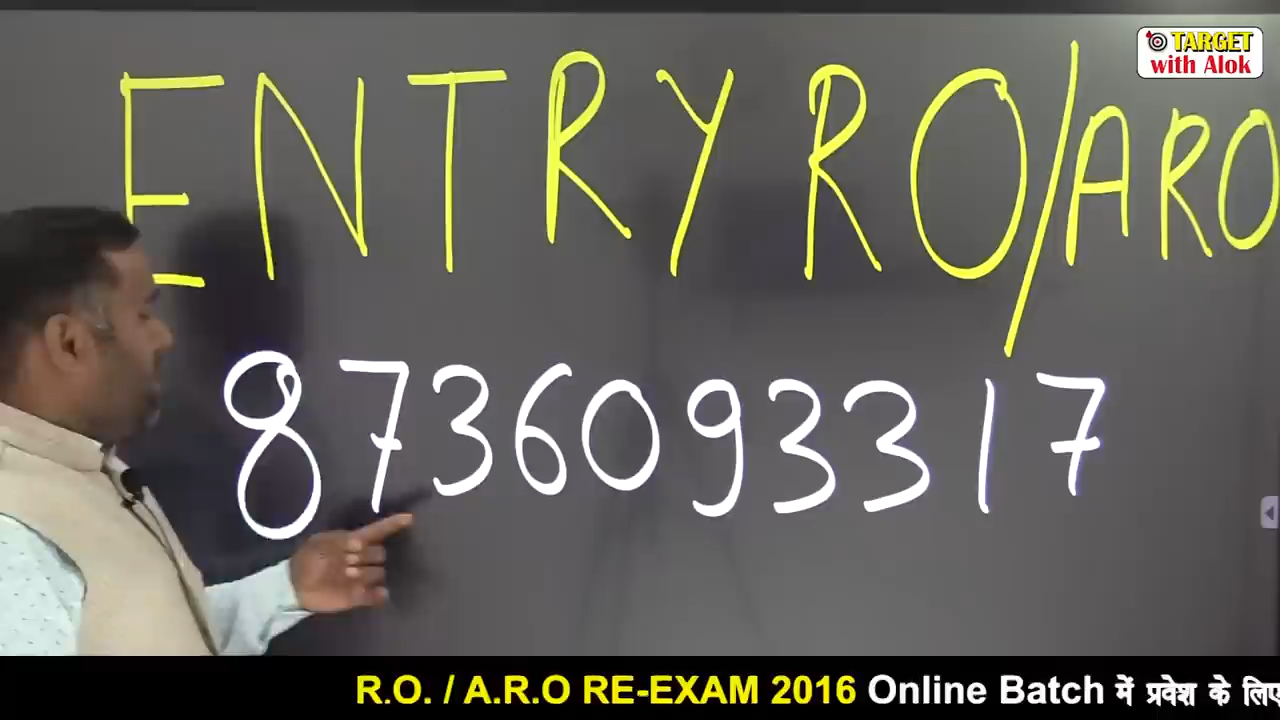 TARGET
with Alok
ENTRY RO/ARO
8736093317
R.O. / A.R.O RE-EXAM 2016 Online Batch में प्रवेश के लिए